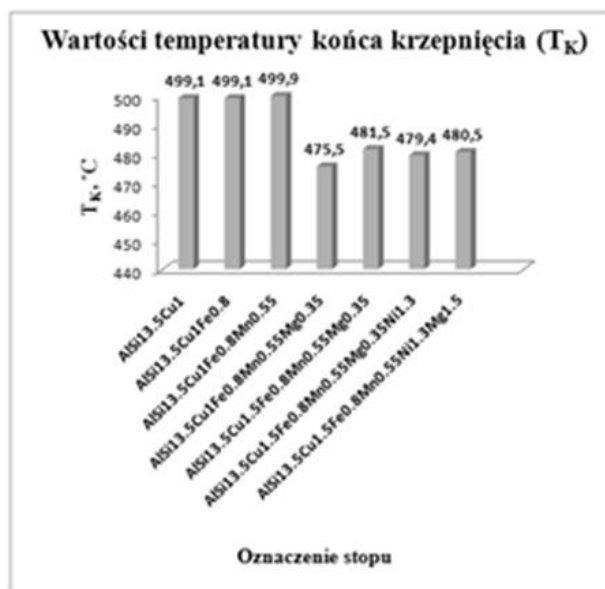 Wartości temperatury końca krzepnięcia (TK)
499,1 499,1 499,9
475,5 481,5 479,4 480,5
500
490
480
470
460
450
440
TK, °C
AlSi13.5Cu1
AlSi13.5Cu1Fe0.8
AlSi13.5Cu1Fe0.8Mn0.55
AlSi13.5Cu1Fe0.8Mn0.55Mg0.35
AlSi13.5Cu1.5Fe0.8Mn0.55Mg0.35
AlSi13.5Cu1.5Fe0.8Mn0.55Mg0.35Ni1.3
AlSi13.5Cu1.5Fe0.8Mn0.55Ni1.3Mg1.5
Oznaczenie stopu